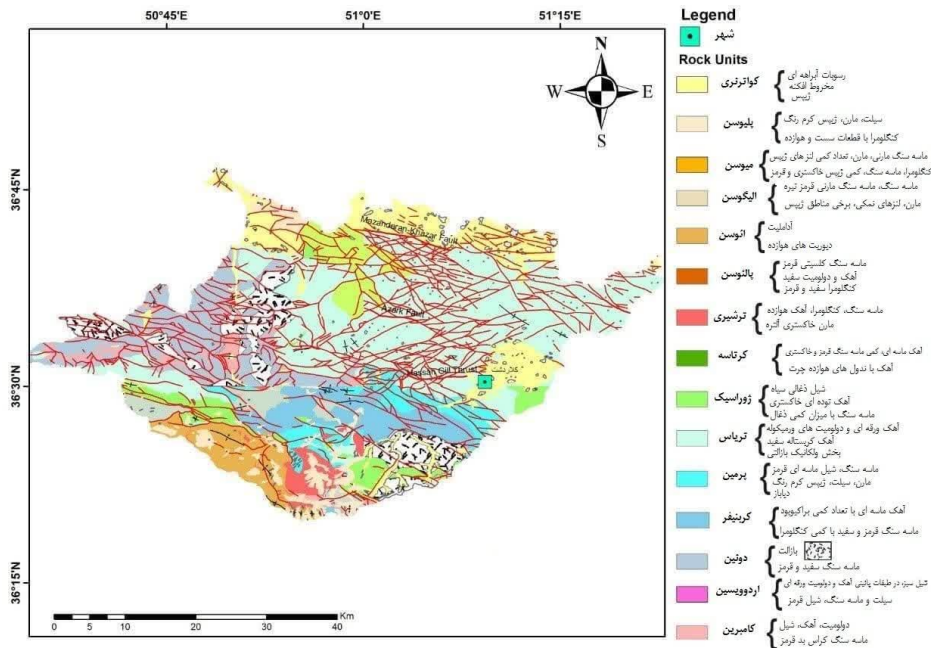 50°45'E
51°0'E
51°15'E
36°45'N
36°30'N
36°15'N
N
W
E
S
Mazandaran-Khazar Fault
Azark Fault
Hassan Gill Thrust
کلاردشت
0 5 10 20 30 40
Km
Legend
شهر
Rock Units
کواترنری
رسوبات آبراهه ای
مخروط افکنه
ژیپس
پلیوسن
سیلت، مارن، ژیپس کرم رنگ
کنگلومرا با قطعات سست و هوازده
میوسن
ماسه سنگ مارنی، مارن، تعداد کمی لنز های ژیپس
کنگلومرا، ماسه سنگ، کمی ژیپس خاکستری و قرمز
الیگوسن
ماسه سنگ، ماسه سنگ مارنی قرمز تیره
مارن، لنزهای نمکی، برخی مناطق ژیپس
ائوسن
آداملیت
دیوریت های هوازده
پالئوسن
ماسه سنگ کلسیتی قرمز
آهک و دولومیت سفید
کنگلومرا سفید و قرمز
ترشیری
ماسه سنگ، کنگلومرا، آهک هوازده
مارن خاکستری آلتره
کرتاسه
آهک ماسه ای، کمی ماسه سنگ قرمز و خاکستری
آهک با ندول های هوازده چرت
ژوراسیک
شیل ذغالی سیاه
آهک توده ای خاکستری
ماسه سنگ با میزان کمی ذغال
تریاس
آهک ورقه ای و دولومیت های ورمیکوله
آهک کریستاله سفید
بخش ولکانیک بازالتی
پرمین
ماسه سنگ، شیل ماسه ای قرمز
مارن، سیلت، ژیپس کرم رنگ
دیاباز
کربنیفر
آهک ماسه ای با تعداد کمی براکیوپود
ماسه سنگ قرمز و سفید با کمی کنگلومرا
دونین
بازالت
ماسه سنگ سفید و قرمز
اردوویسین
شیل سبز، در طبقات پائینی آهک و دولومیت ورقه ای
سیلت و ماسه سنگ، شیل قرمز
کامبرین
دولومیت، آهک، شیل
ماسه سنگ کراس بد قرمز